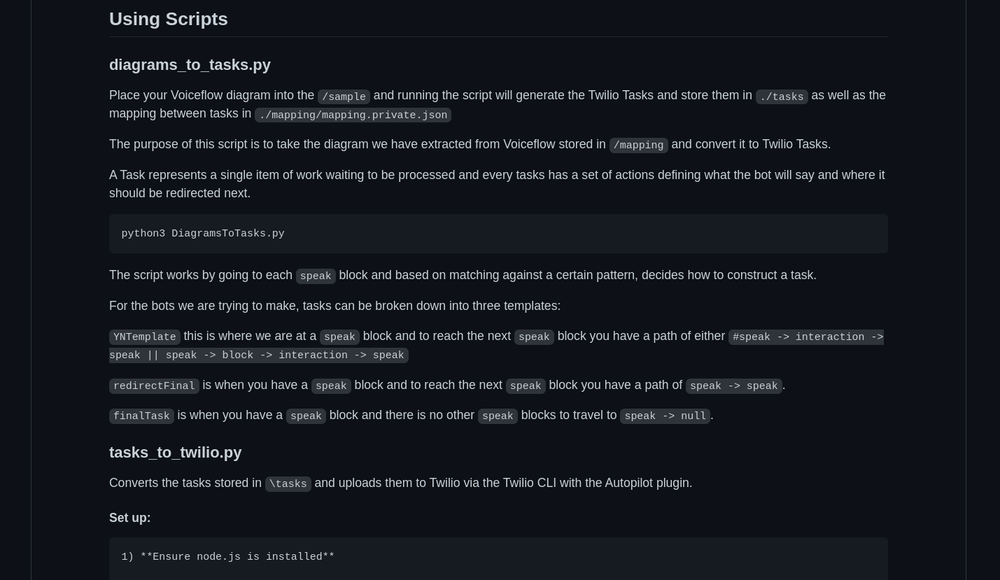 Using Scripts
diagrams_to_tasks.py
Place your Voiceflow diagram into the /sample and running the script will generate the Twilio Tasks and store them in ./tasks as well as the
mapping between tasks in ./mapping/mapping.private.json
The purpose of this script is to take the diagram we have extracted from Voiceflow stored in /mapping and convert it to Twilio Tasks.
A Task represents a single item of work waiting to be processed and every tasks has a set of actions defining what the bot will say and where it
should be redirected next.
python3 DiagramsToTasks.py
The script works by going to each speak block and based on matching against a certain pattern, decides how to construct a task.
For the bots we are trying to make, tasks can be broken down into three templates:
YNTemplate this is where we are at a speak block and to reach the next speak block you have a path of either #speak -> interaction ->
speak || speak -> block -> interaction -> speak
redirectFinal is when you have a speak block and to reach the next speak block you have a path of speak -> speak.
finalTask is when you have a speak block and there is no other speak blocks to travel to speak -> null.
tasks_to_twilio.py
Converts the tasks stored in \tasks and uploads them to Twilio via the Twilio CLI with the Autopilot plugin.
Set up:
1) **Ensure node.js is installed**